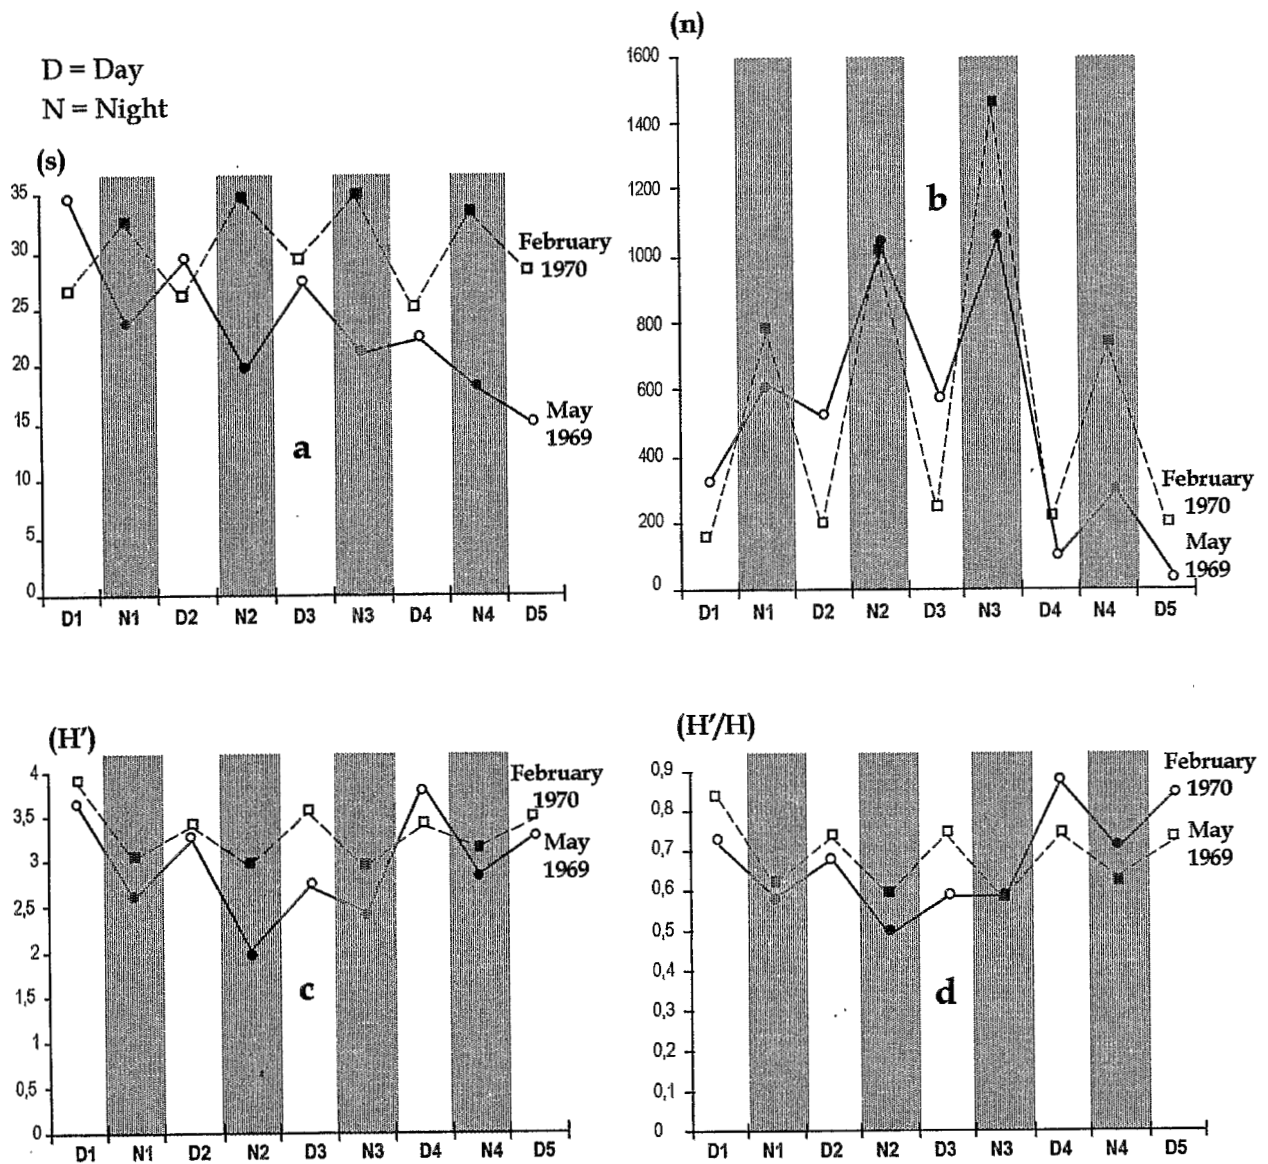 D = Day
N = Night
(s)
35
30
25
20
15
10
5
0
D1 N1 D2 N2 D3 N3 D4 N4 D5
February
1970
May
1969
a
(n)
1600
1400
1200
1000
800
600
400
200
0
D1 N1 D2 N2 D3 N3 D4 N4 D5
February
1970
May
1969
b
(H')
4
3,5
3
2,5
2
1,5
1
0,5
0
D1 N1 D2 N2 D3 N3 D4 N4 D5
February
1970
May
1969
c
(H'/H)
0,9
0,8
0,7
0,6
0,5
0,4
0,3
0,2
0,1
0
D1 N1 D2 N2 D3 N3 D4 N4 D5
February
1970
May
1969
d